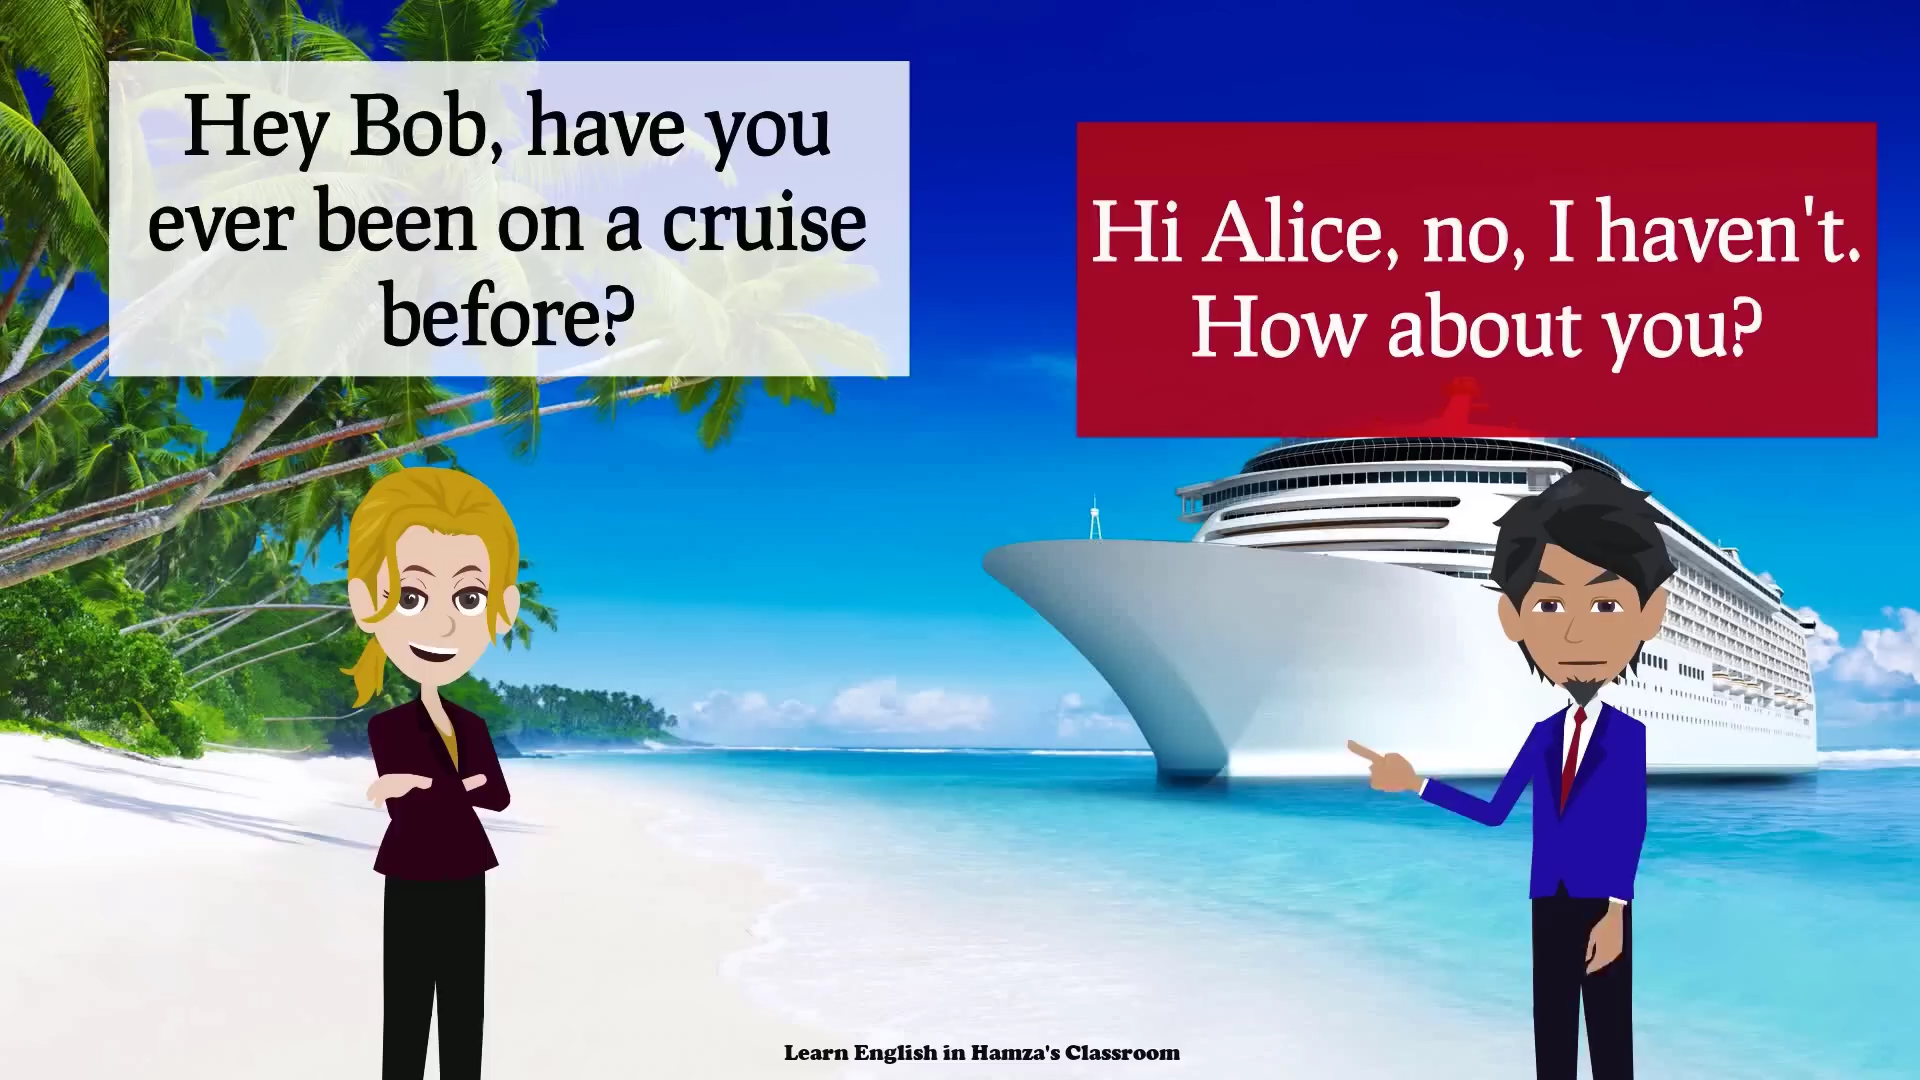 Hey Bob, have you
ever been on a cruise
before?
Hi Alice, no, I haven't.
How about you?
Learn English in Hamza's Classroom